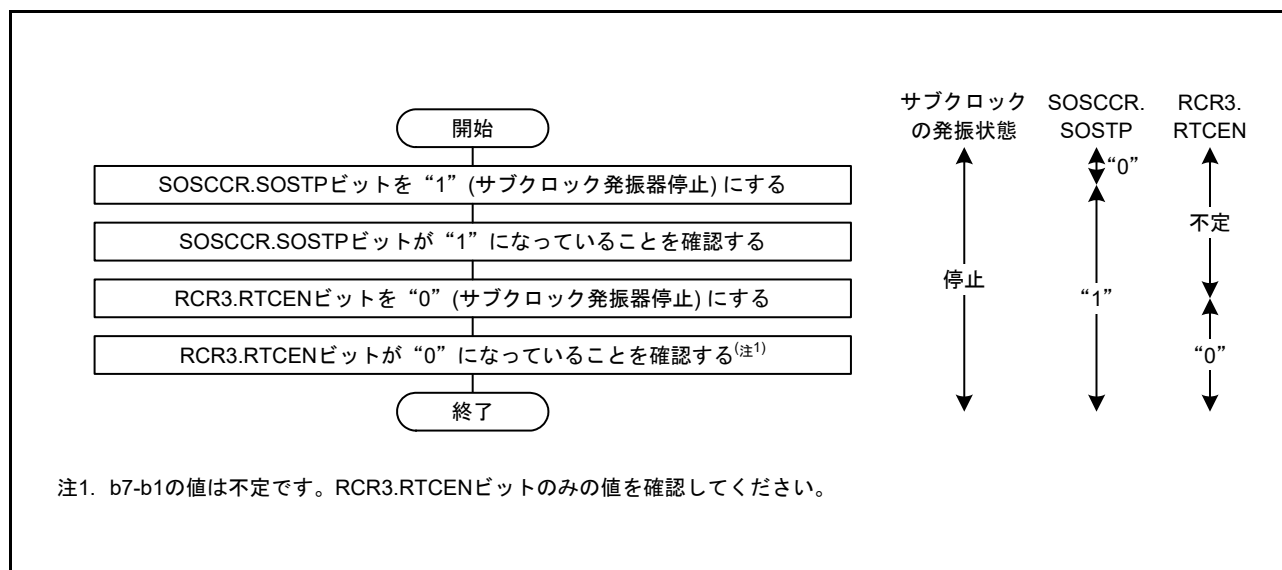 開始
SOSCCR.SOSTPビットを“1”(サブクロック発振器停止) にする
SOSCCR.SOSTPビットが“1”になっていることを確認する
RCR3.RTCENビットを“0”(サブクロック発振器停止) にする
RCR3.RTCENビットが“0”になっていることを確認する(注1)
終了
サブクロック
の発振状態
停止
SOSCCR.
SOSTP
“0”
“1”
RCR3.
RTCEN
不定
“0”
注1. b7-b1の値は不定です。RCR3.RTCENビットのみの値を確認してください。